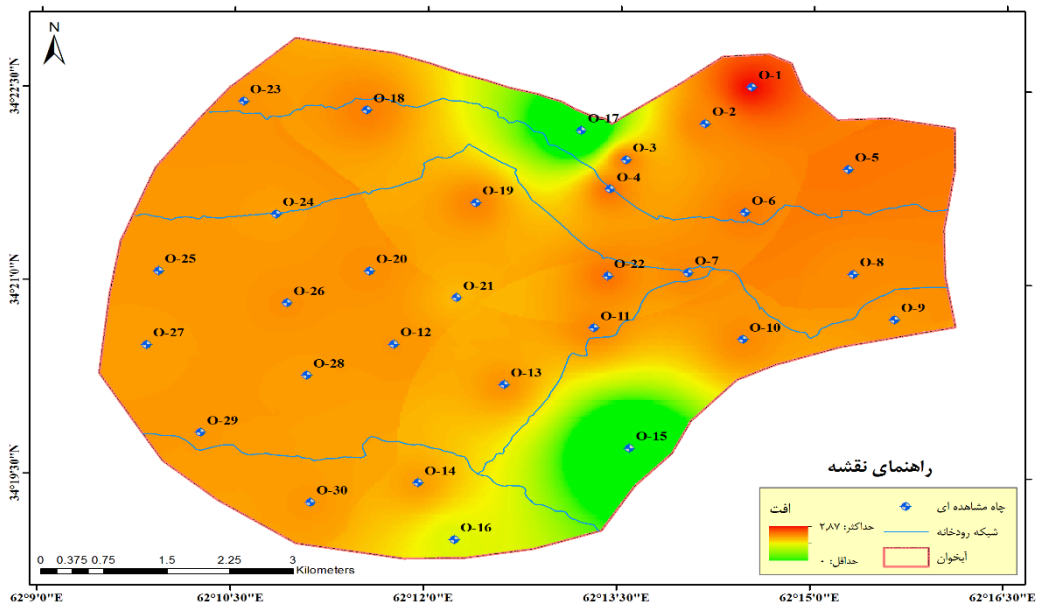 N
34°22'30"N
34°21'0"N
34°19'30"N
O-1
O-2
O-3
O-4
O-5
O-6
O-7
O-8
O-9
O-10
O-11
O-12
O-13
O-14
O-15
O-16
O-17
O-18
O-19
O-20
O-21
O-22
O-23
O-24
O-25
O-26
O-27
O-28
O-29
O-30
راهنمای نقشه
افت
حداکثر: ۲,۸۷
حداقل: ۰
چاه مشاهده ای
شبکه رودخانه
آبخوان
0 0.375 0.75 1.5 2.25 3
Kilometers
62°9'0"E 62°10'30"E 62°12'0"E 62°13'30"E 62°15'0"E 62°16'30"E